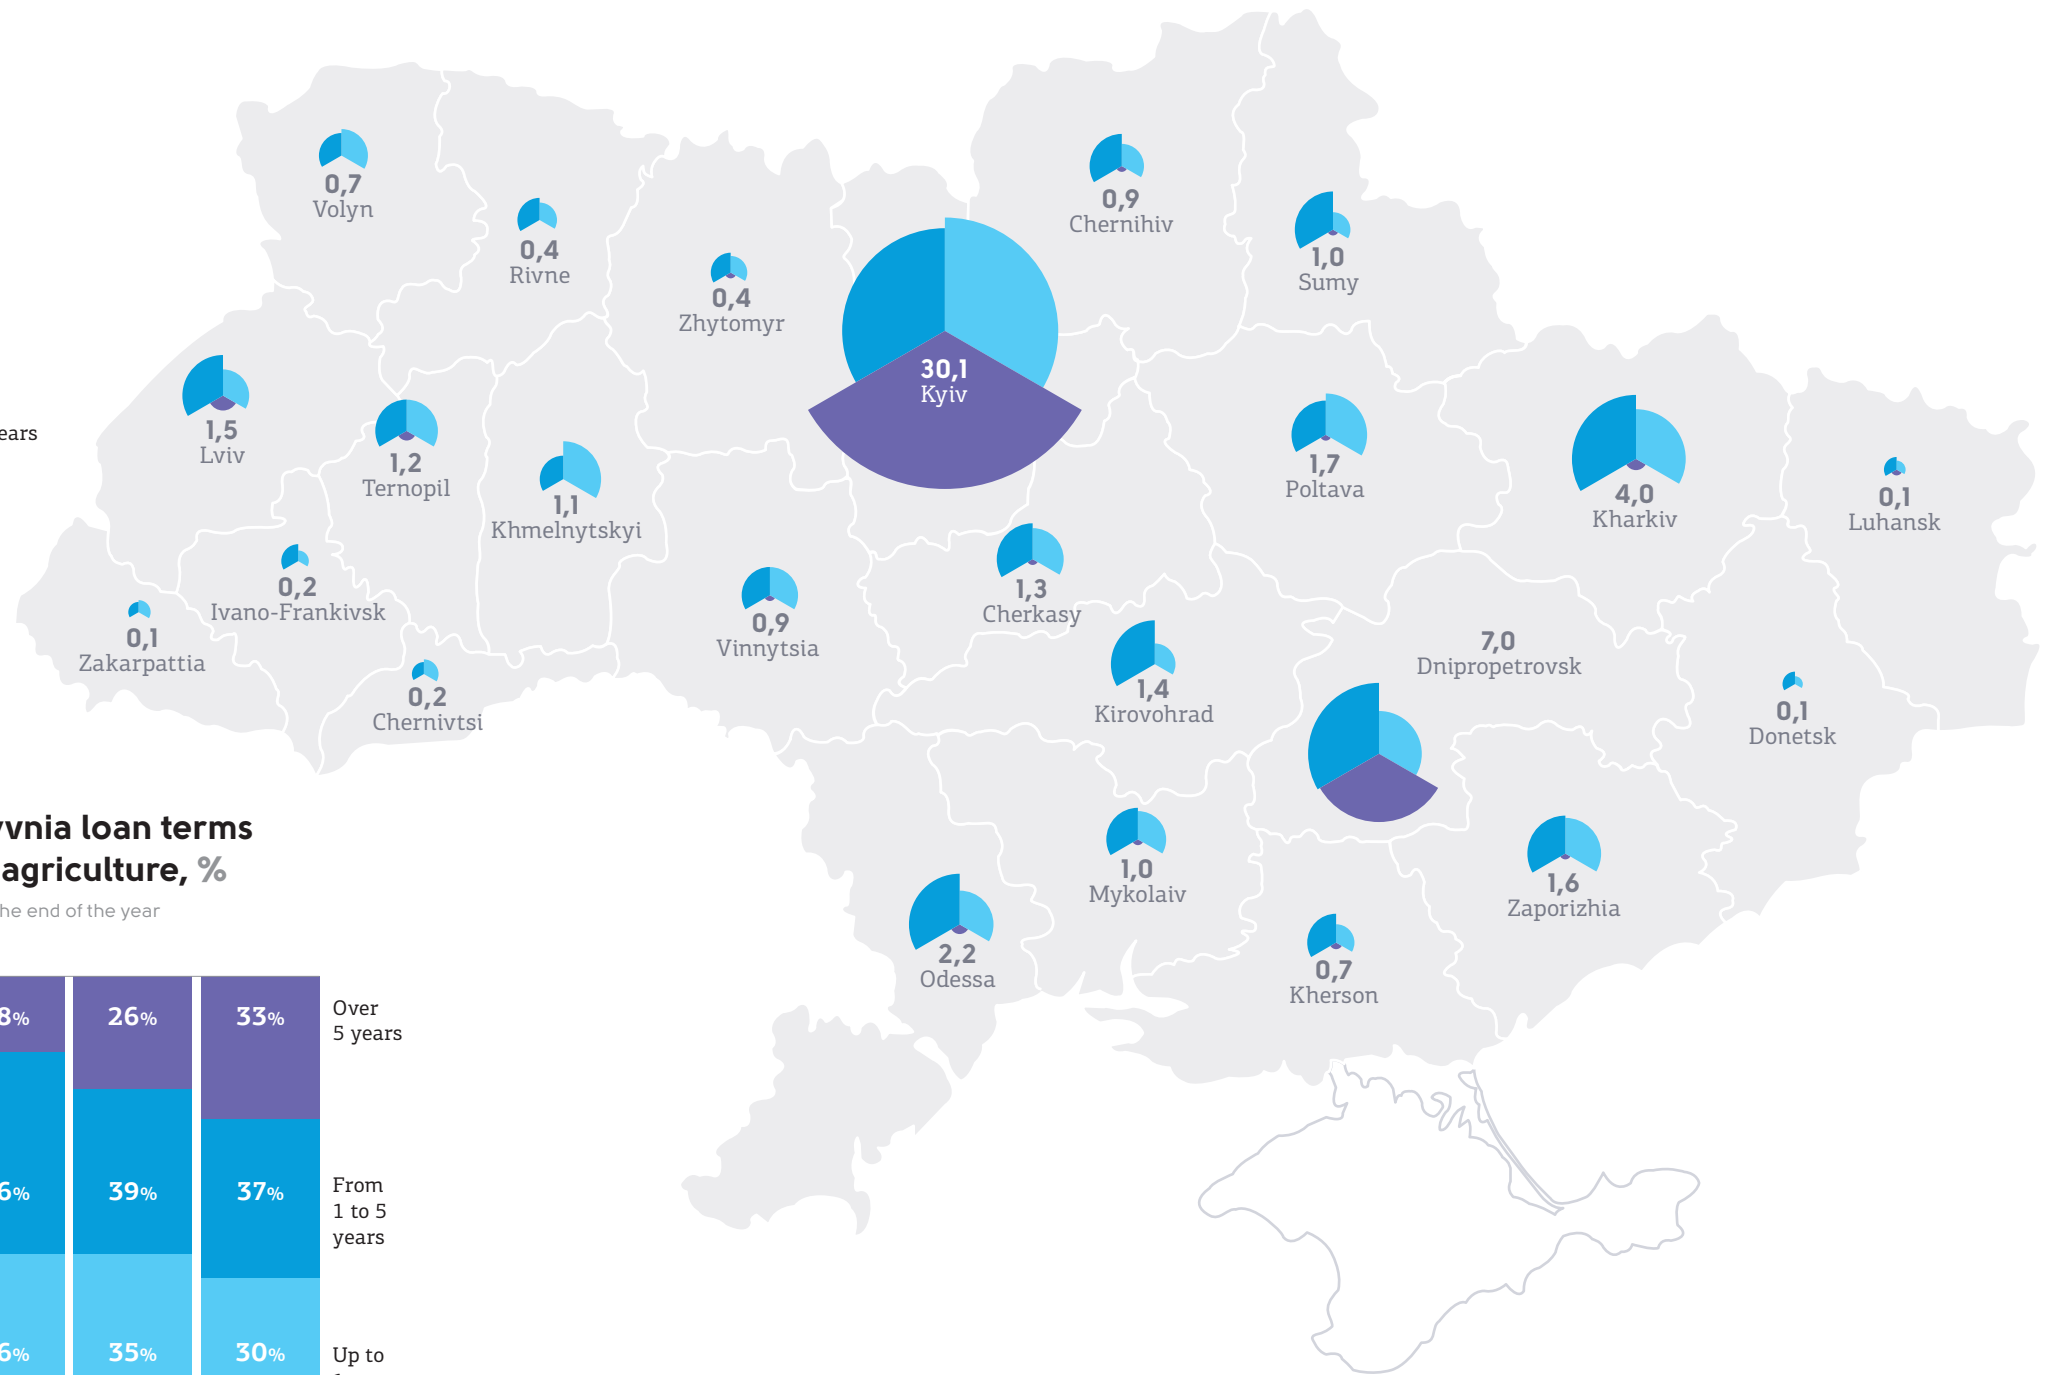 0,7
Volyn
0,4
Rivne
0,4
Zhytomyr
30,1
Kyiv
0,9
Chernihiv
1,0
Sumy
ears
1,5
Lviv
1,2
Ternopil
1,1
Khmelnytskyi
1,7
Poltava
4,0
Kharkiv
0,1
Luhansk
0,2
Ivano-Frankivsk
0,1
Zakarpattia
0,2
Chernivtsi
0,9
Vinnytsia
1,3
Cherkasy
1,4
Kirovohrad
7,0
Dnipropetrovsk
0,1
Donetsk
2,2
Odessa
1,0
Mykolaiv
0,7
Kherson
1,6
Zaporizhia
vnia loan terms
agriculture, %
he end of the year
8% 26% 33%
Over
5 years
6% 39% 37%
From
1 to 5
years
6% 35% 30%
Up to